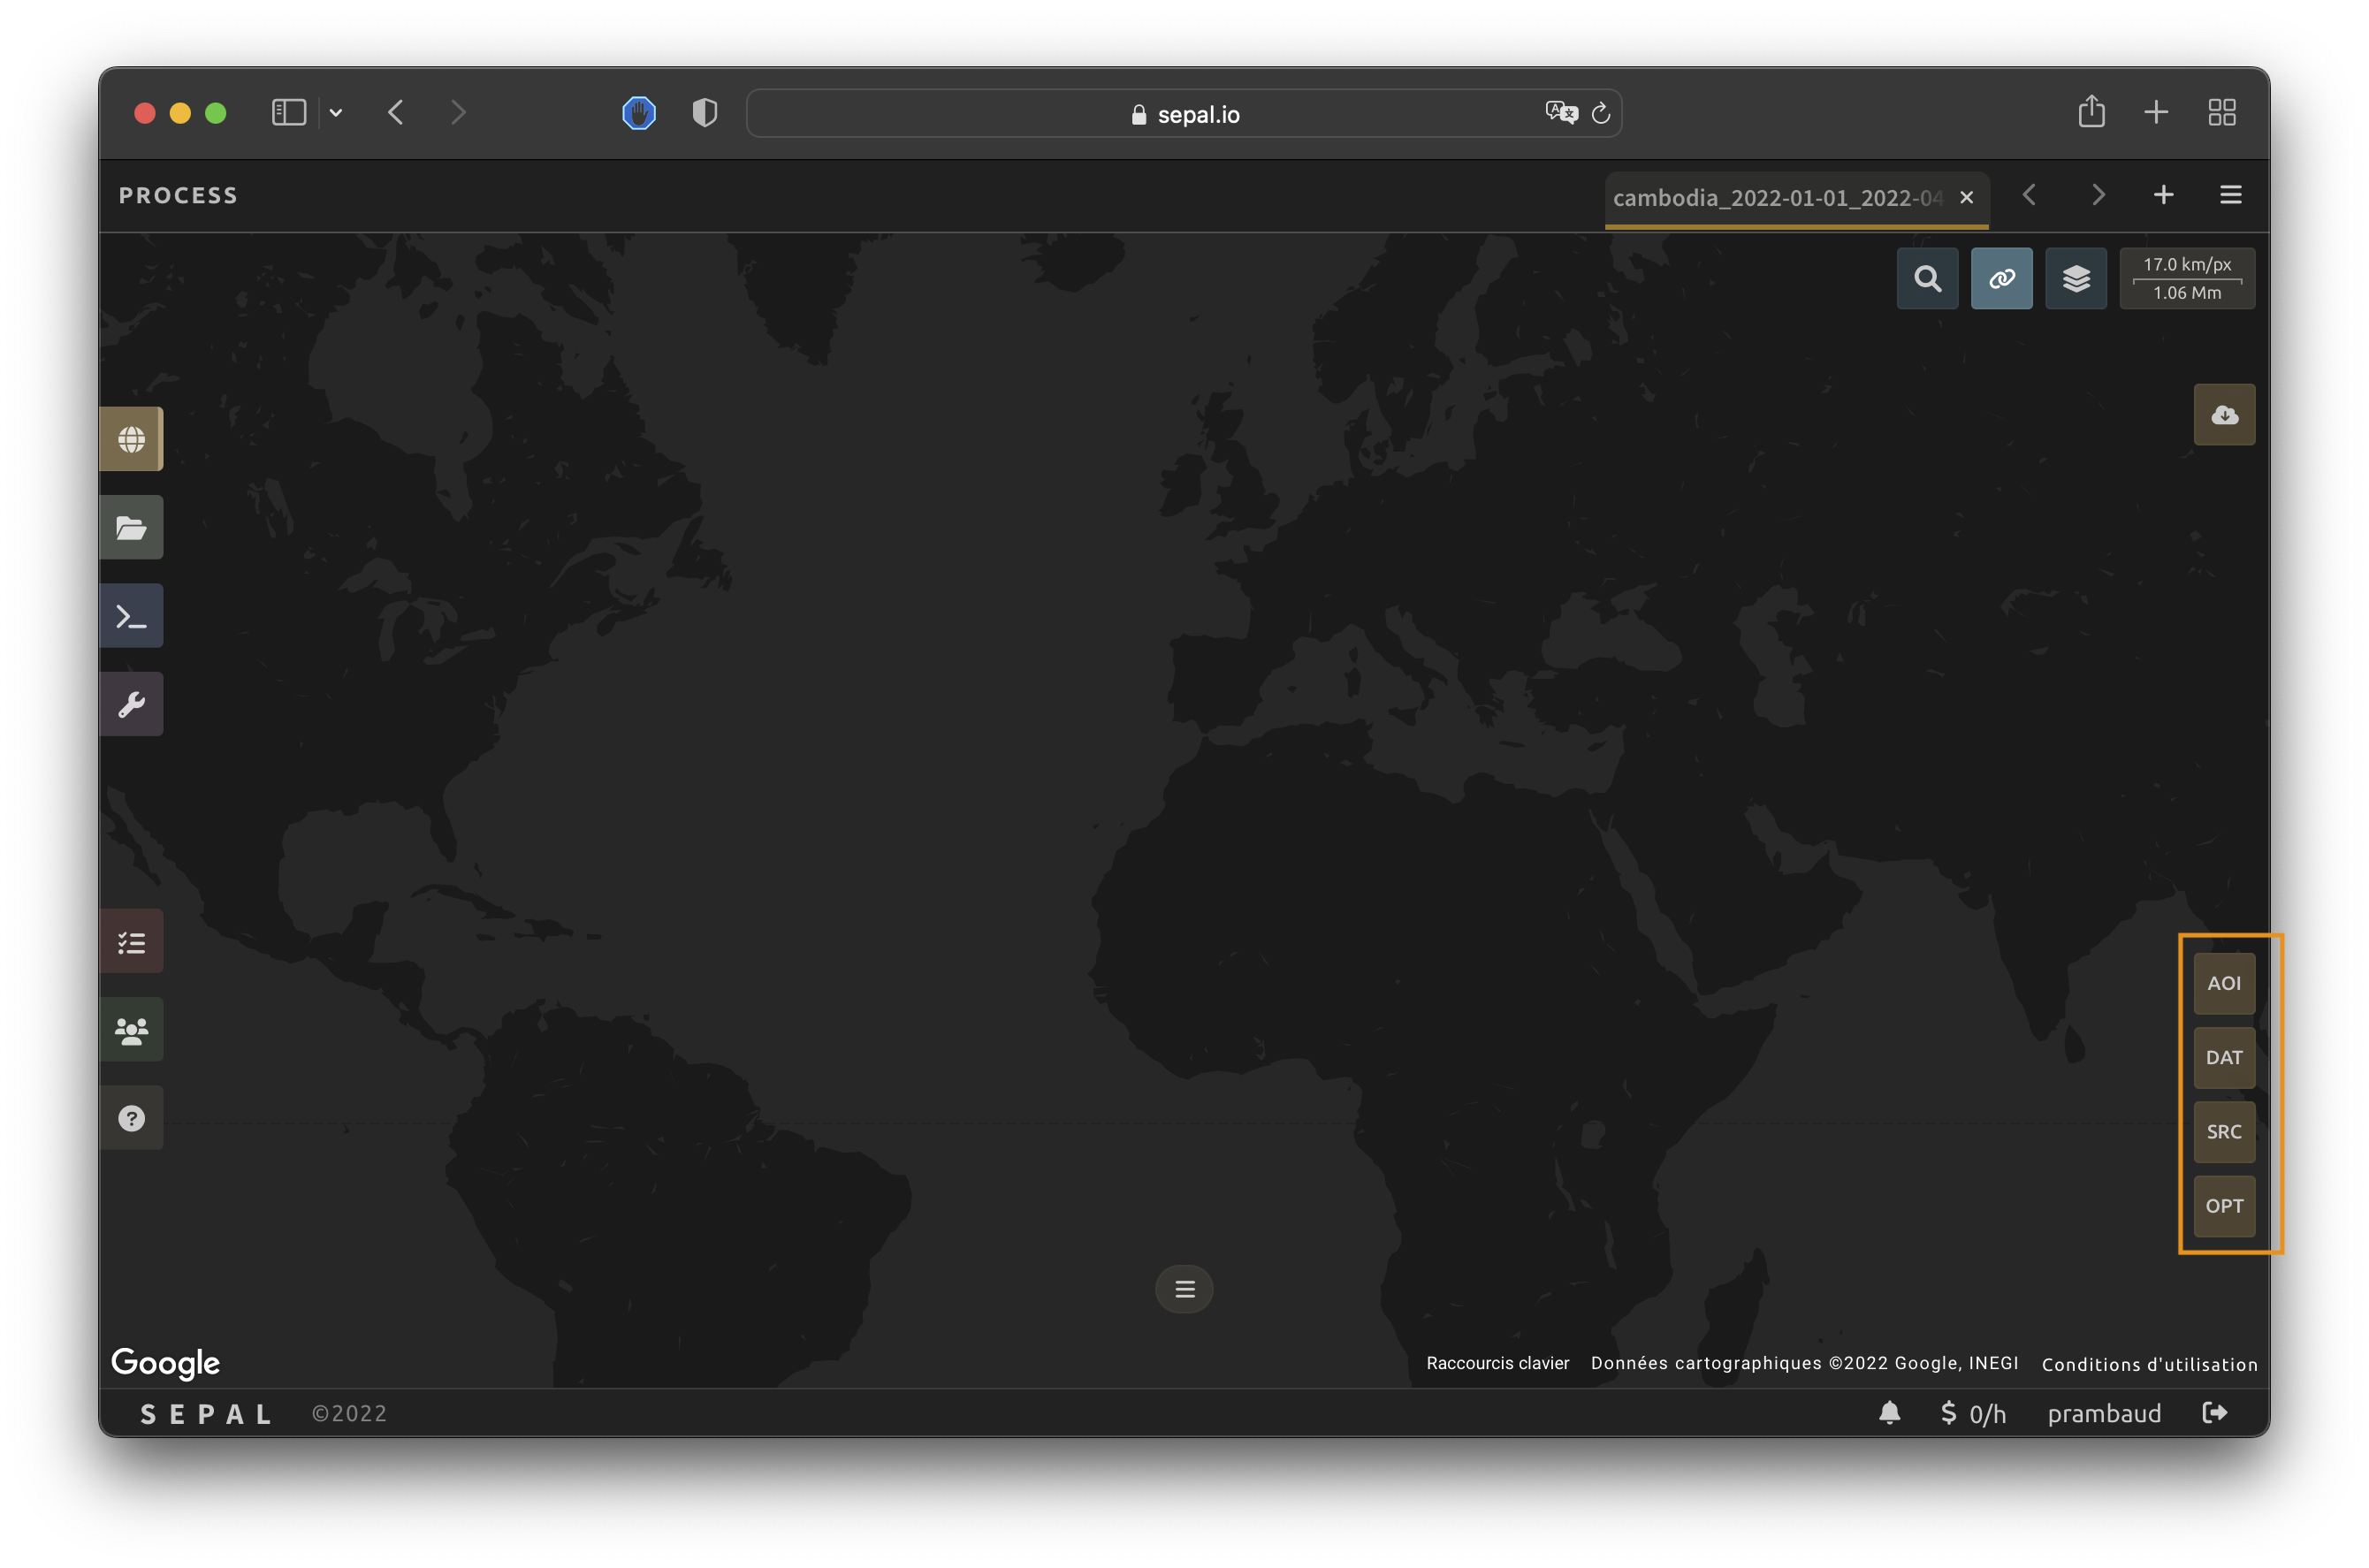 sepal.io
PROCESS
cambodia_2022-01-01_2022-04
17.0 km/px
1.06 Mm
AOI
DAT
SRC
OPT
Google
Raccourcis clavier
Données cartographiques ©2022 Google, INEGI
Conditions d'utilisation
SEPAL ©2022
$ 0/h
prambaud